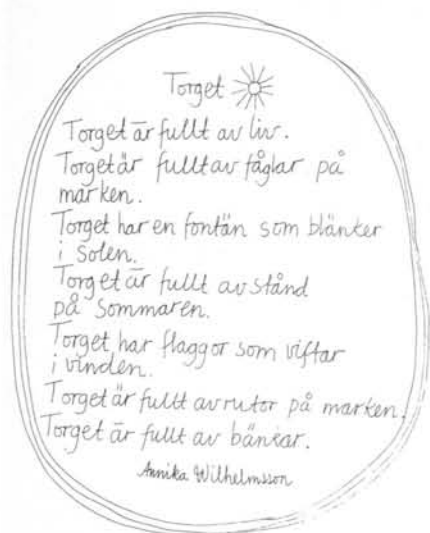 Torget
Torget är fullt av liv.
Torget är fullt av fåglar på
marken.
Torget har en fontän som blänker
i solen.
Torget är fullt av stånd
på sommaren.
Torget har flaggor som viftar
i vinden.
Torget är fullt av rutor på marken.
Torget är fullt av bänkar.
Annika Wilhelmsson